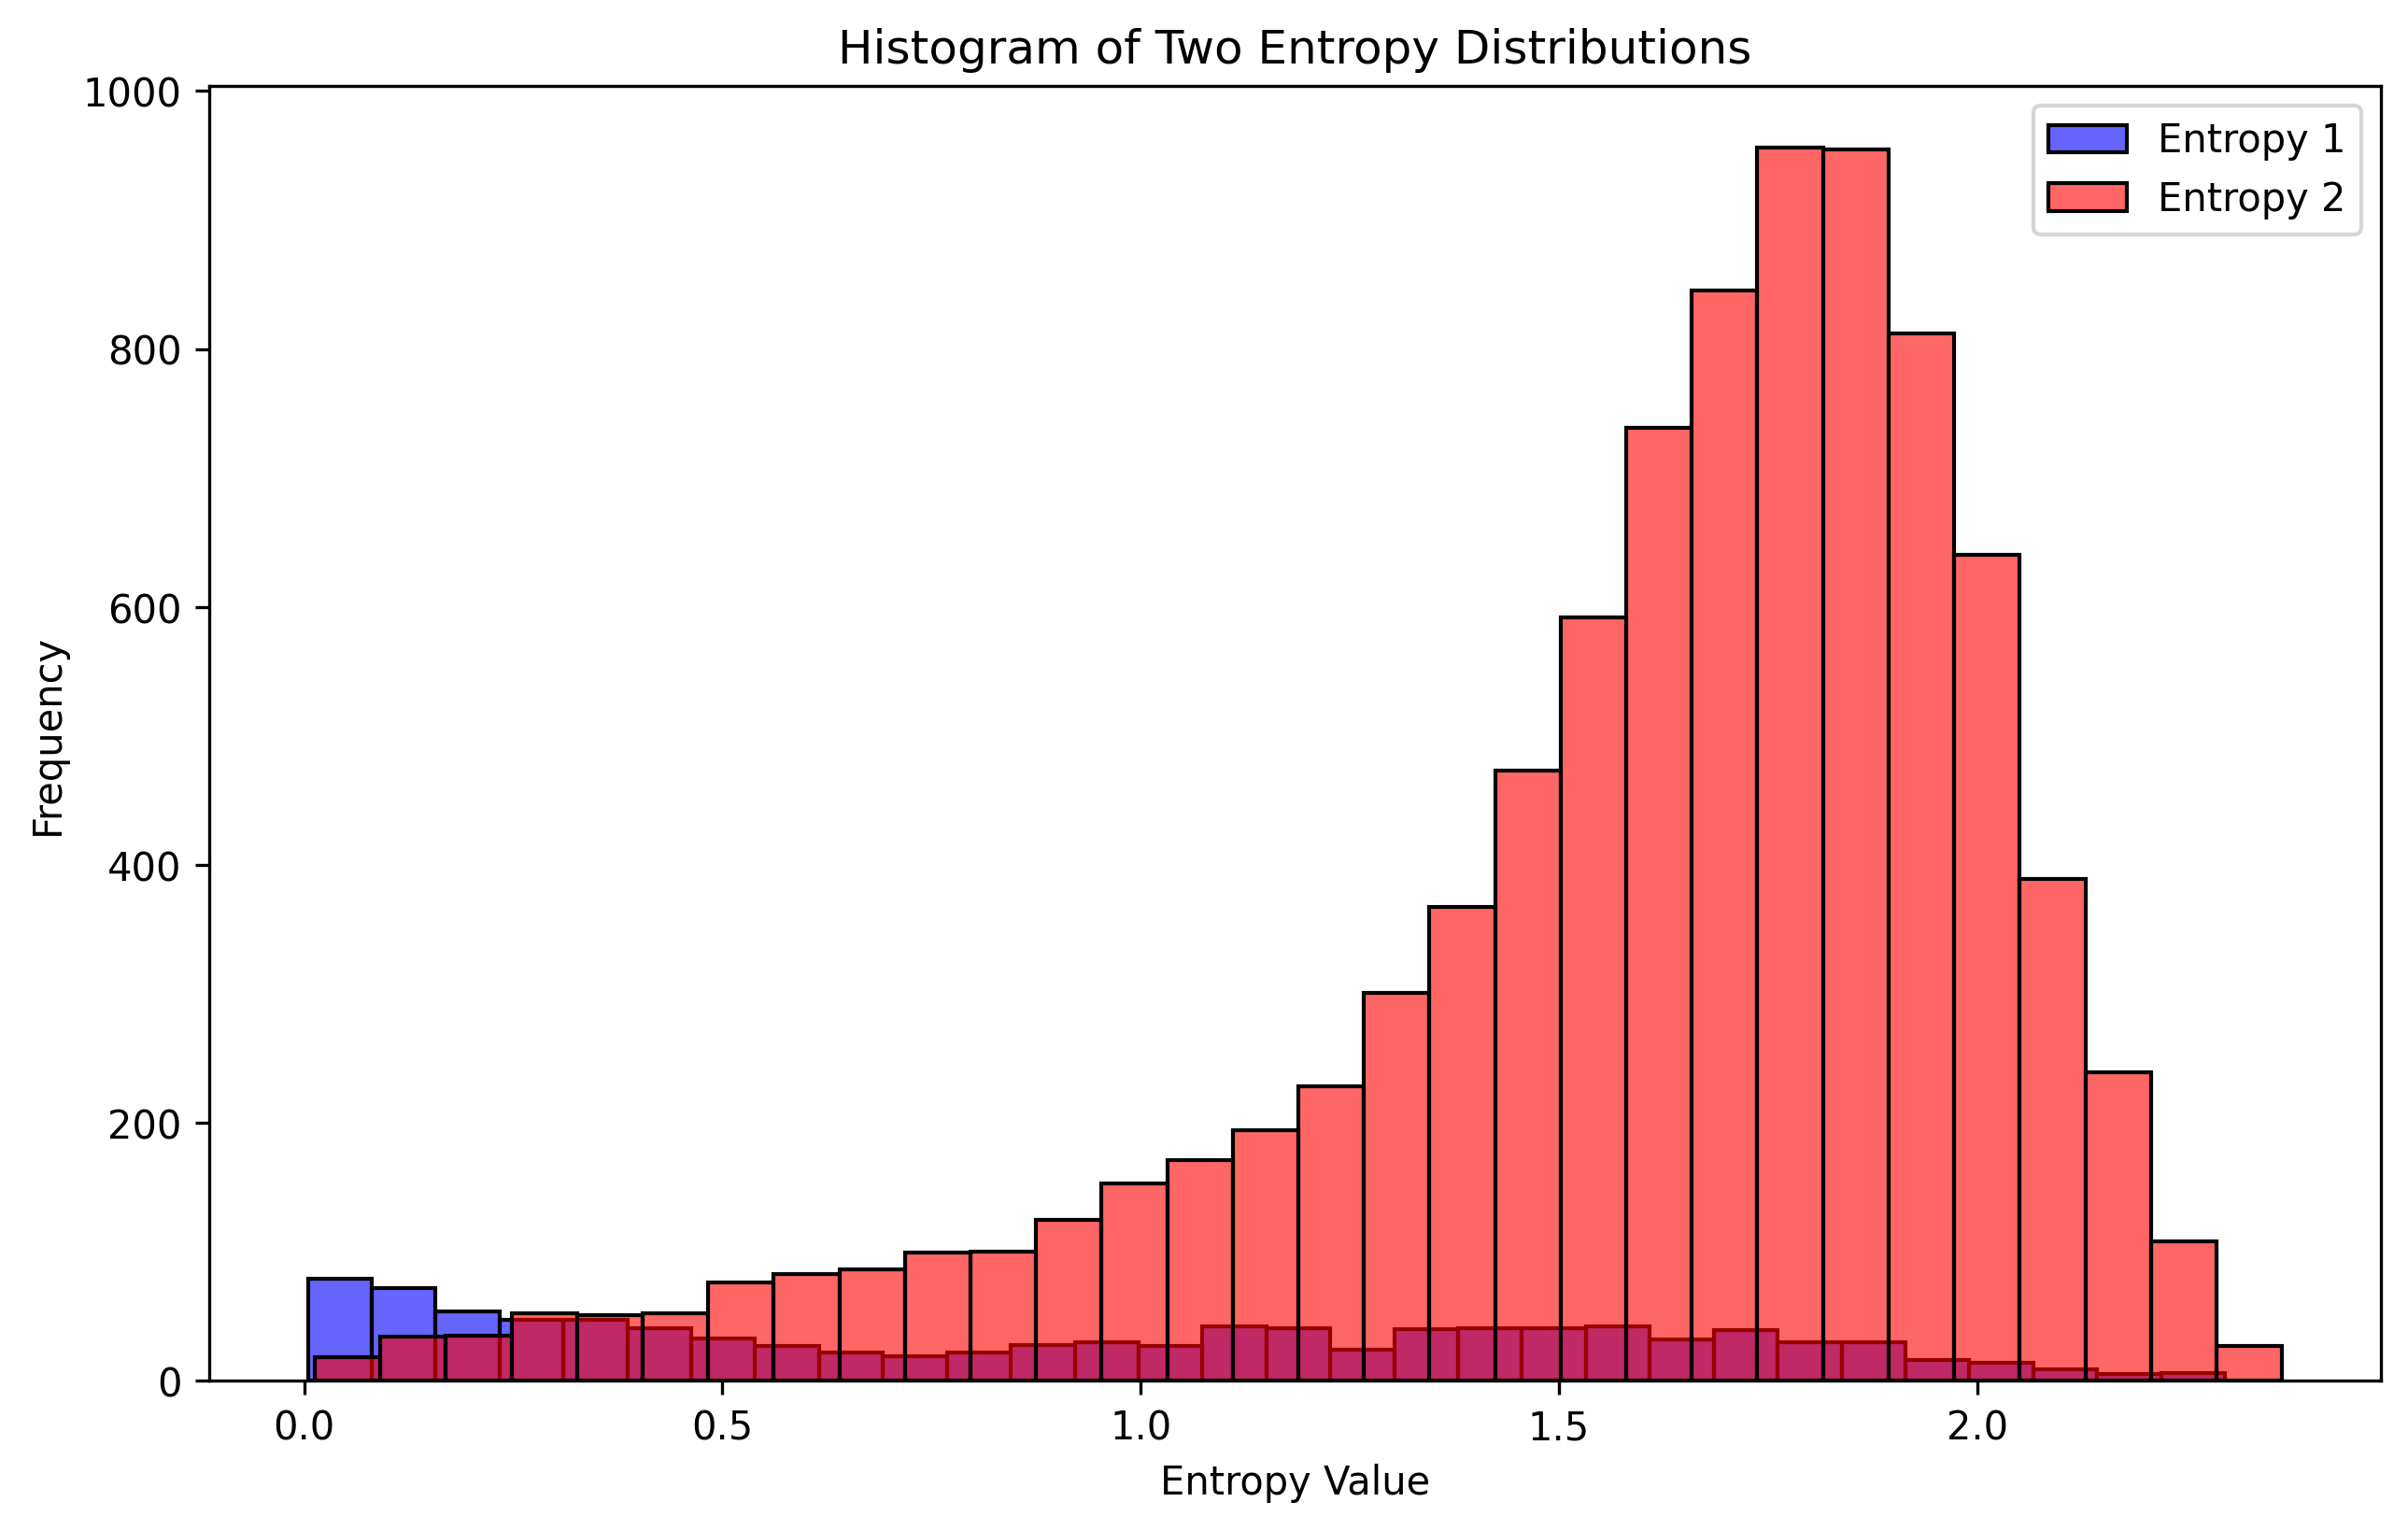 Histogram of Two Entropy Distributions
1000
800
600
400
200
0
Frequency
Entropy 1
Entropy 2
0.0 0.5 1.0 1.5 2.0
Entropy Value